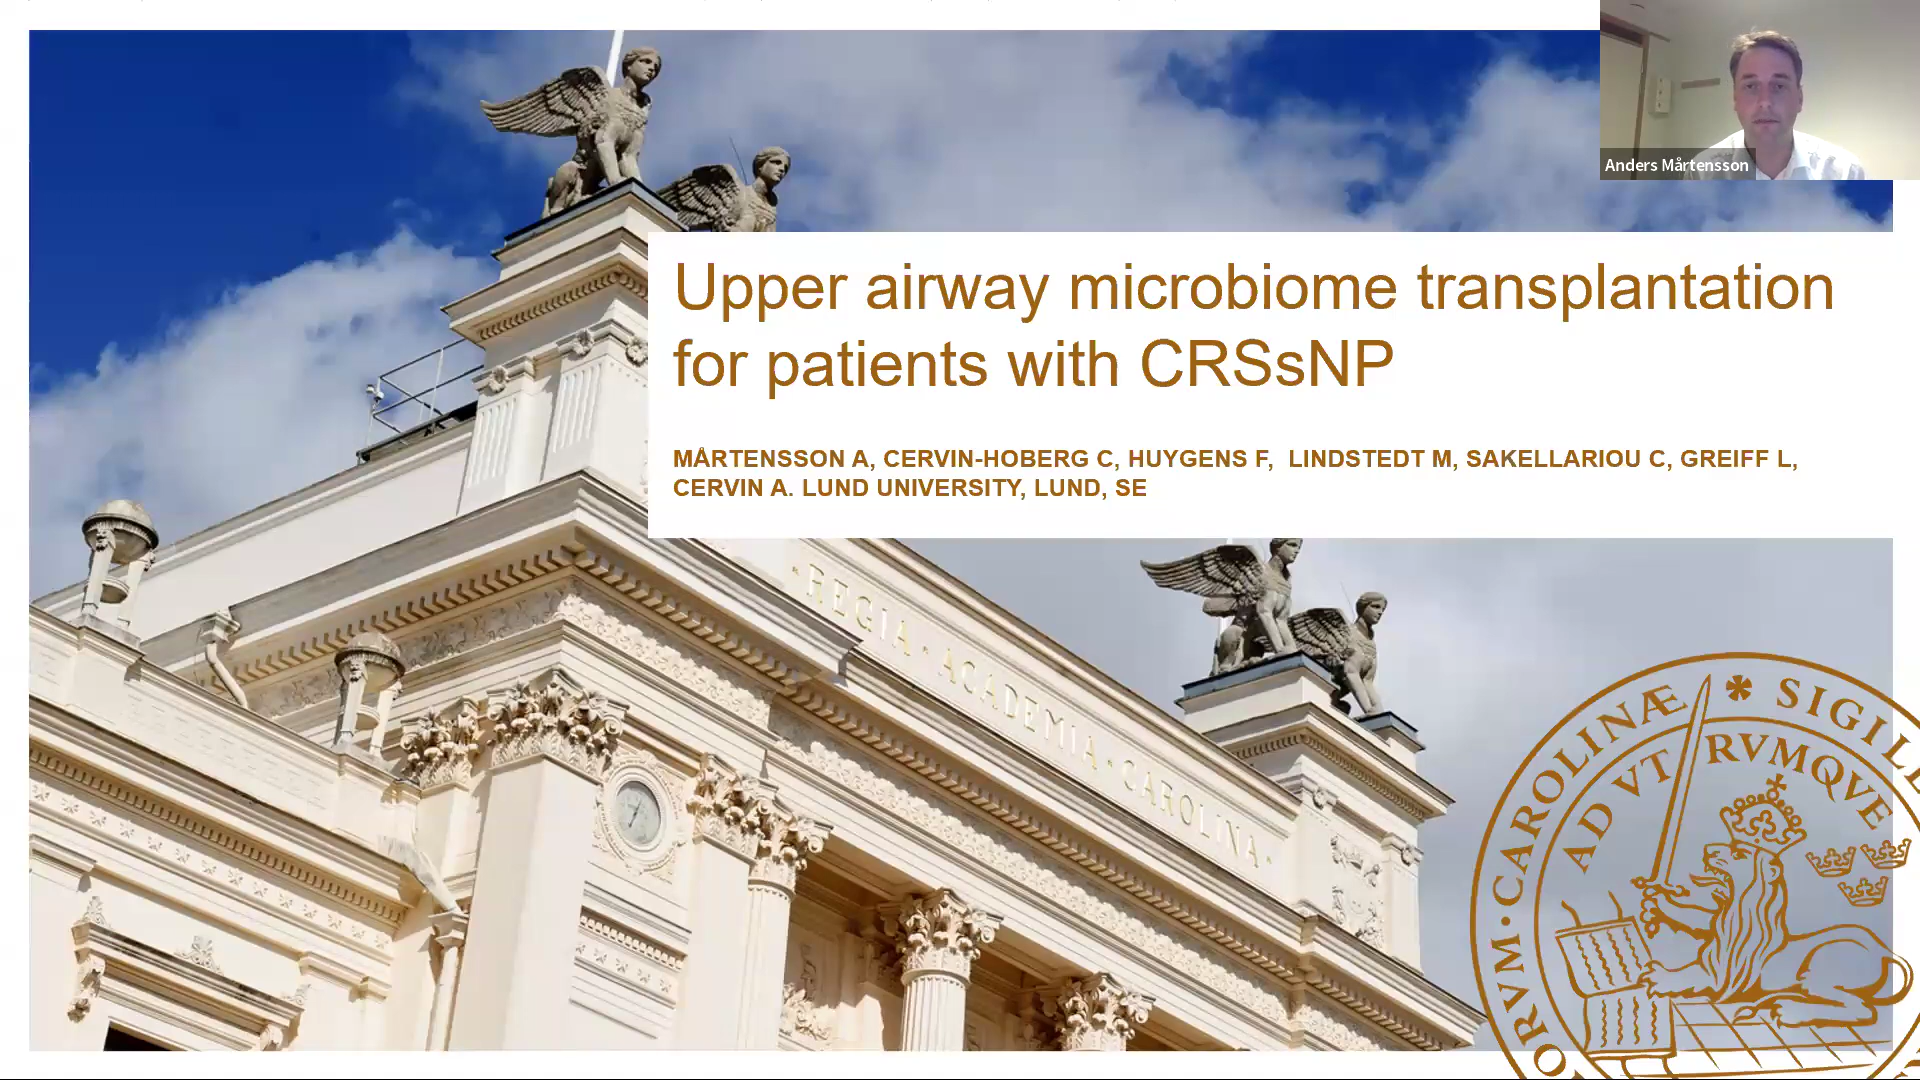 Anders Mårtensson
Upper airway microbiome transplantation
for patients with CRSsNP
MÅRTENSSON A, CERVIN-HOBERG C, HUYGENS F,  LINDSTEDT M, SAKELLARIOU C, GREIFF L,
CERVIN A. LUND UNIVERSITY, LUND, SE
·REGIA·ACADEMIA·CAROLINA·
ORVM·CAROLINÆ * SIGILL
AD VT RVMQVE